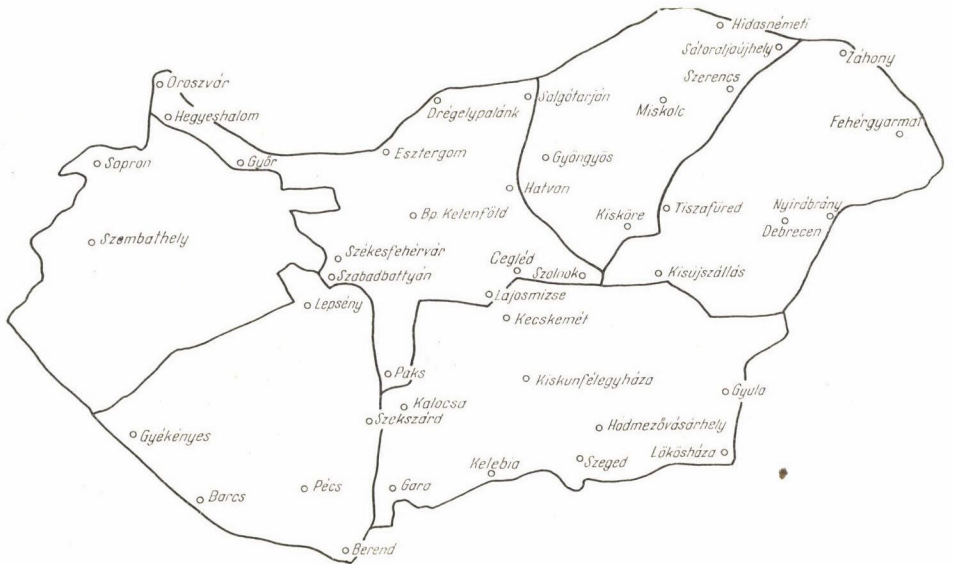 Hidasnémeti
Sátoraljaújhely
Záhony
Oroszvár
Szerencs
Drégelypalánk
Salgótarján
Miskolc
Hegyeshalom
Fehérgyarmat
Esztergom
Gyöngyös
Sopron
Győr
Hatvan
Tiszafüred
Nyirábrány
Bp. Kelenföld
Kisköre
Debrecen
Szombathely
Székesfehérvár
Cegléd
Szabadbattyán
Szolnok
Kisujszállás
Lajosmizse
Lepsény
Kecskemét
Paks
Kiskunfélegyháza
Gyula
Kalocsa
Szekszárd
Hódmezővásárhely
Gyékényes
Lőkösháza
Szeged
Kelebia
Pécs
Gara
Barcs
Berend